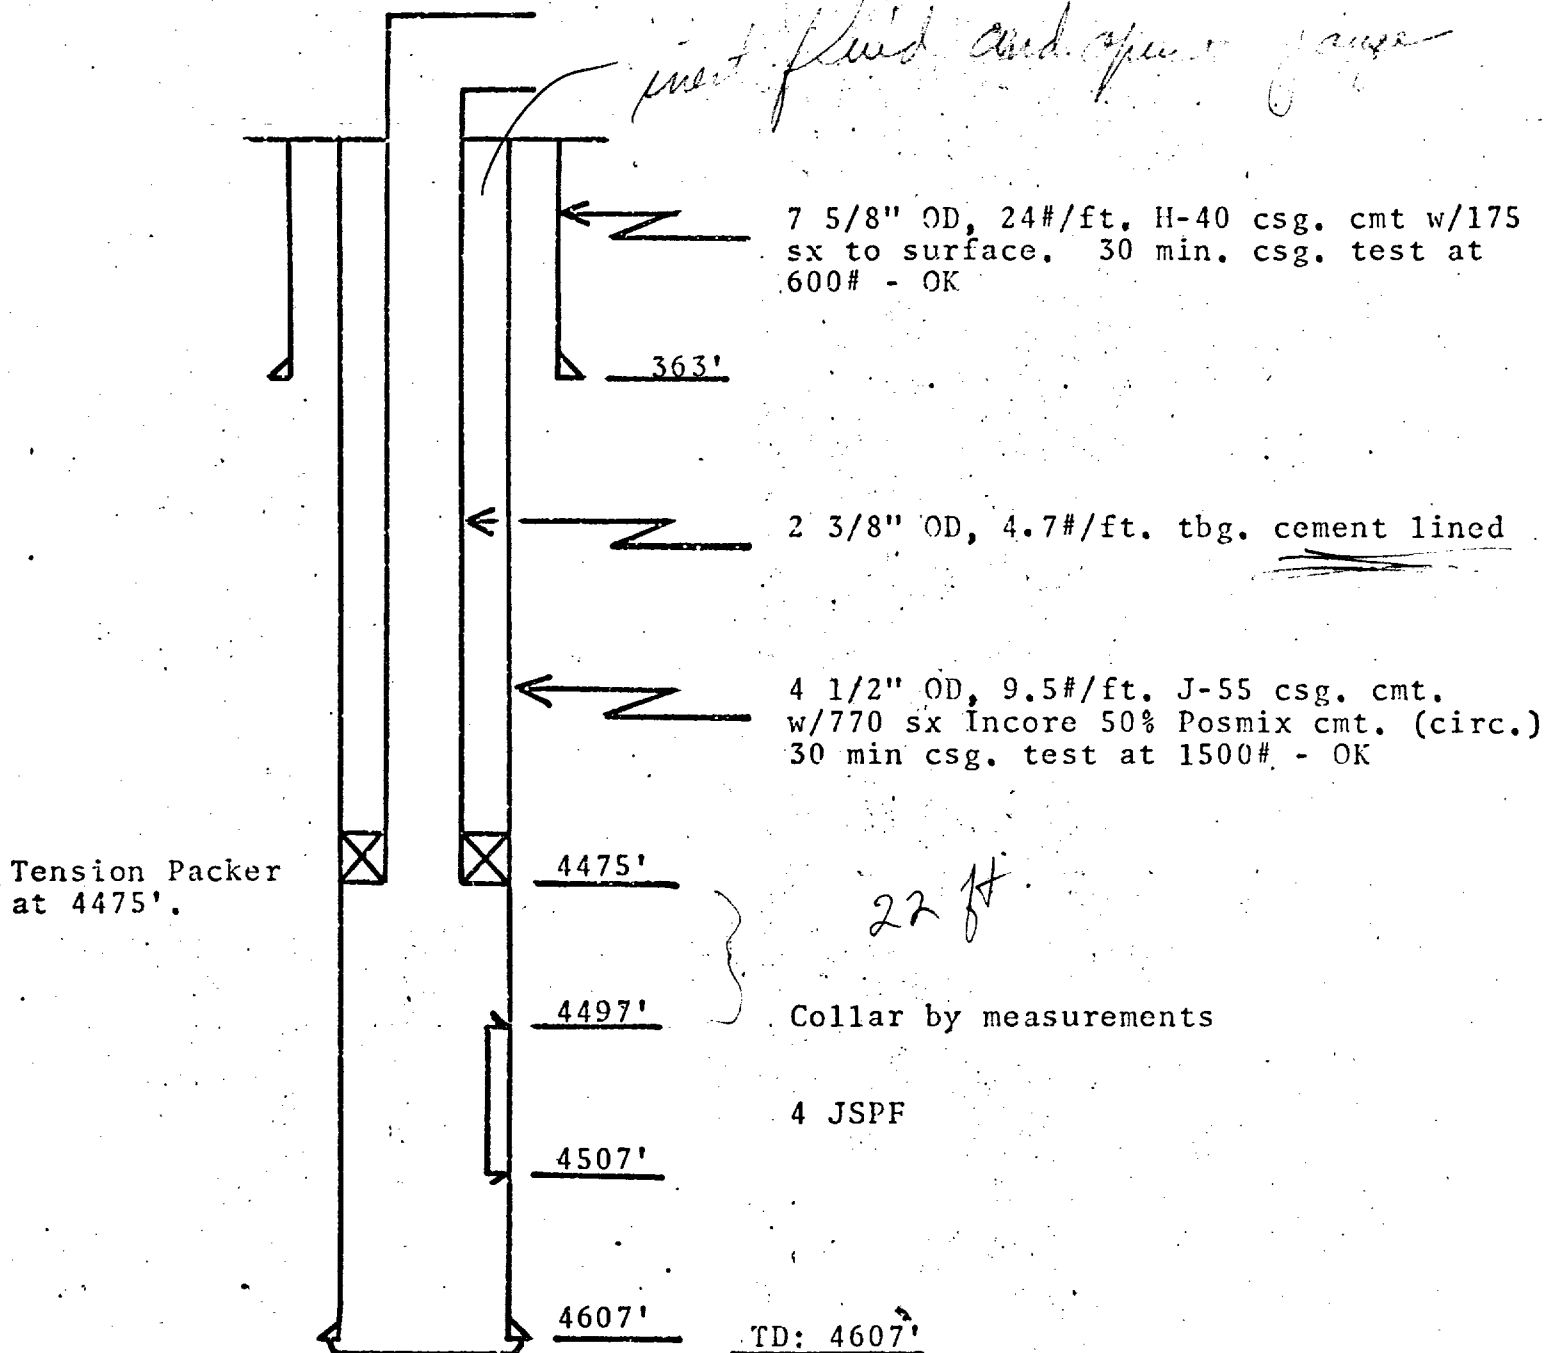 inert fluid and open gauge
7 5/8" OD, 24#/ft. H-40 csg. cmt w/175
sx to surface. 30 min. csg. test at
600# - OK
363'
2 3/8" OD, 4.7#/ft. tbg. cement lined
4 1/2" OD, 9.5#/ft. J-55 csg. cmt.
w/770 sx Incore 50% Posmix cmt. (circ.)
30 min csg. test at 1500# - OK
Tension Packer
at 4475'.
4475'
22 ft.
4497'
Collar by measurements
4 JSPF
4507'
4607'
TD: 4607'